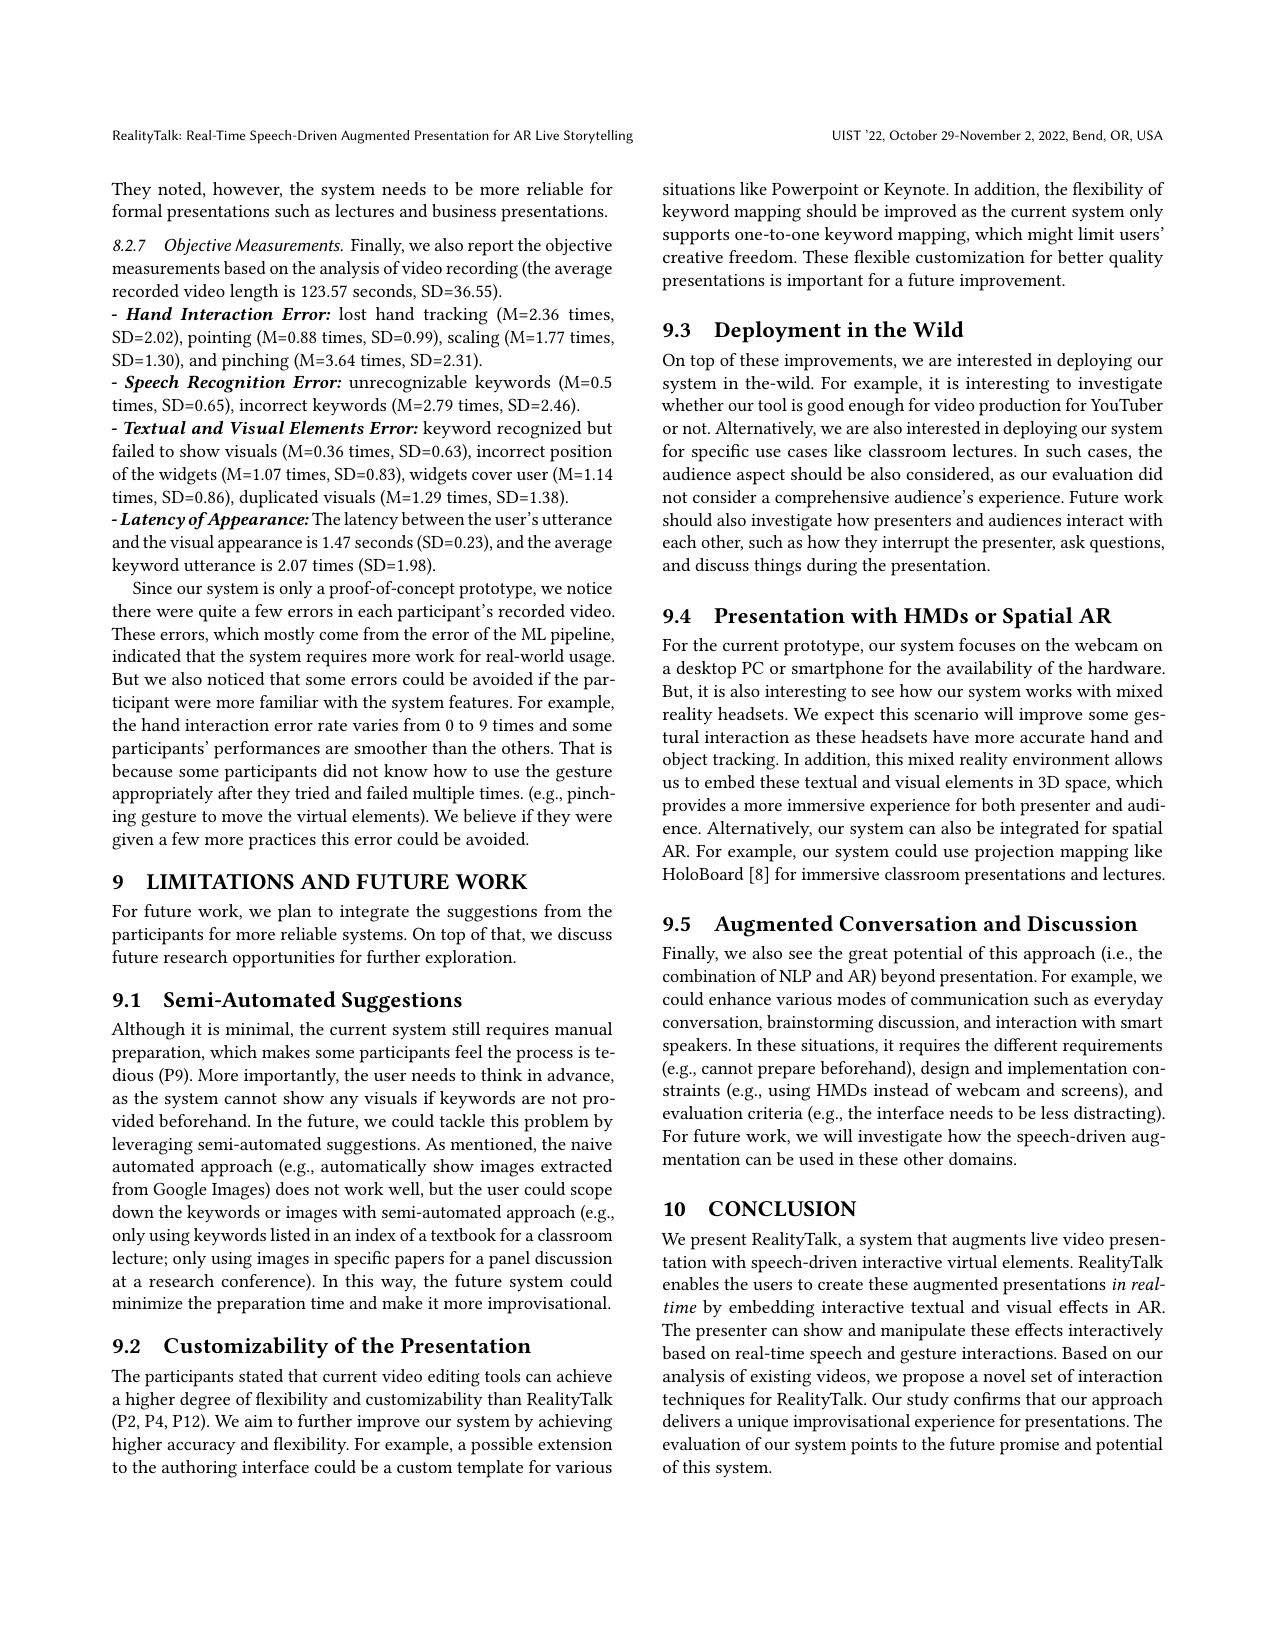 RealityTalk: Real-Time Speech-Driven Augmented Presentation for AR Live Storytelling
UIST ’22, October 29-November 2, 2022, Bend, OR, USA
They noted, however, the system needs to be more reliable for
formal presentations such as lectures and business presentations.
8.2.7 Objective Measurements. Finally, we also report the objective
measurements based on the analysis of video recording (the average
recorded video length is 123.57 seconds, SD=36.55).
- Hand Interaction Error: lost hand tracking (M=2.36 times,
SD=2.02), pointing (M=0.88 times, SD=0.99), scaling (M=1.77 times,
SD=1.30), and pinching (M=3.64 times, SD=2.31).
- Speech Recognition Error: unrecognizable keywords (M=0.5
times, SD=0.65), incorrect keywords (M=2.79 times, SD=2.46).
- Textual and Visual Elements Error: keyword recognized but
failed to show visuals (M=0.36 times, SD=0.63), incorrect position
of the widgets (M=1.07 times, SD=0.83), widgets cover user (M=1.14
times, SD=0.86), duplicated visuals (M=1.29 times, SD=1.38).
- Latency of Appearance: The latency between the user’s utterance
and the visual appearance is 1.47 seconds (SD=0.23), and the average
keyword utterance is 2.07 times (SD=1.98).
Since our system is only a proof-of-concept prototype, we notice
there were quite a few errors in each participant’s recorded video.
These errors, which mostly come from the error of the ML pipeline,
indicated that the system requires more work for real-world usage.
But we also noticed that some errors could be avoided if the par-
ticipant were more familiar with the system features. For example,
the hand interaction error rate varies from 0 to 9 times and some
participants’ performances are smoother than the others. That is
because some participants did not know how to use the gesture
appropriately after they tried and failed multiple times. (e.g., pinch-
ing gesture to move the virtual elements). We believe if they were
given a few more practices this error could be avoided.
9 LIMITATIONS AND FUTURE WORK
For future work, we plan to integrate the suggestions from the
participants for more reliable systems. On top of that, we discuss
future research opportunities for further exploration.
9.1 Semi-Automated Suggestions
Although it is minimal, the current system still requires manual
preparation, which makes some participants feel the process is te-
dious (P9). More importantly, the user needs to think in advance,
as the system cannot show any visuals if keywords are not pro-
vided beforehand. In the future, we could tackle this problem by
leveraging semi-automated suggestions. As mentioned, the naive
automated approach (e.g., automatically show images extracted
from Google Images) does not work well, but the user could scope
down the keywords or images with semi-automated approach (e.g.,
only using keywords listed in an index of a textbook for a classroom
lecture; only using images in specific papers for a panel discussion
at a research conference). In this way, the future system could
minimize the preparation time and make it more improvisational.
9.2 Customizability of the Presentation
The participants stated that current video editing tools can achieve
a higher degree of flexibility and customizability than RealityTalk
(P2, P4, P12). We aim to further improve our system by achieving
higher accuracy and flexibility. For example, a possible extension
to the authoring interface could be a custom template for various
situations like Powerpoint or Keynote. In addition, the flexibility of
keyword mapping should be improved as the current system only
supports one-to-one keyword mapping, which might limit users’
creative freedom. These flexible customization for better quality
presentations is important for a future improvement.
9.3 Deployment in the Wild
On top of these improvements, we are interested in deploying our
system in the-wild. For example, it is interesting to investigate
whether our tool is good enough for video production for YouTuber
or not. Alternatively, we are also interested in deploying our system
for specific use cases like classroom lectures. In such cases, the
audience aspect should be also considered, as our evaluation did
not consider a comprehensive audience’s experience. Future work
should also investigate how presenters and audiences interact with
each other, such as how they interrupt the presenter, ask questions,
and discuss things during the presentation.
9.4 Presentation with HMDs or Spatial AR
For the current prototype, our system focuses on the webcam on
a desktop PC or smartphone for the availability of the hardware.
But, it is also interesting to see how our system works with mixed
reality headsets. We expect this scenario will improve some ges-
tural interaction as these headsets have more accurate hand and
object tracking. In addition, this mixed reality environment allows
us to embed these textual and visual elements in 3D space, which
provides a more immersive experience for both presenter and audi-
ence. Alternatively, our system can also be integrated for spatial
AR. For example, our system could use projection mapping like
HoloBoard [8] for immersive classroom presentations and lectures.
9.5 Augmented Conversation and Discussion
Finally, we also see the great potential of this approach (i.e., the
combination of NLP and AR) beyond presentation. For example, we
could enhance various modes of communication such as everyday
conversation, brainstorming discussion, and interaction with smart
speakers. In these situations, it requires the different requirements
(e.g., cannot prepare beforehand), design and implementation con-
straints (e.g., using HMDs instead of webcam and screens), and
evaluation criteria (e.g., the interface needs to be less distracting).
For future work, we will investigate how the speech-driven aug-
mentation can be used in these other domains.
10 CONCLUSION
We present RealityTalk, a system that augments live video presen-
tation with speech-driven interactive virtual elements. RealityTalk
enables the users to create these augmented presentations in real-
time by embedding interactive textual and visual effects in AR.
The presenter can show and manipulate these effects interactively
based on real-time speech and gesture interactions. Based on our
analysis of existing videos, we propose a novel set of interaction
techniques for RealityTalk. Our study confirms that our approach
delivers a unique improvisational experience for presentations. The
evaluation of our system points to the future promise and potential
of this system.